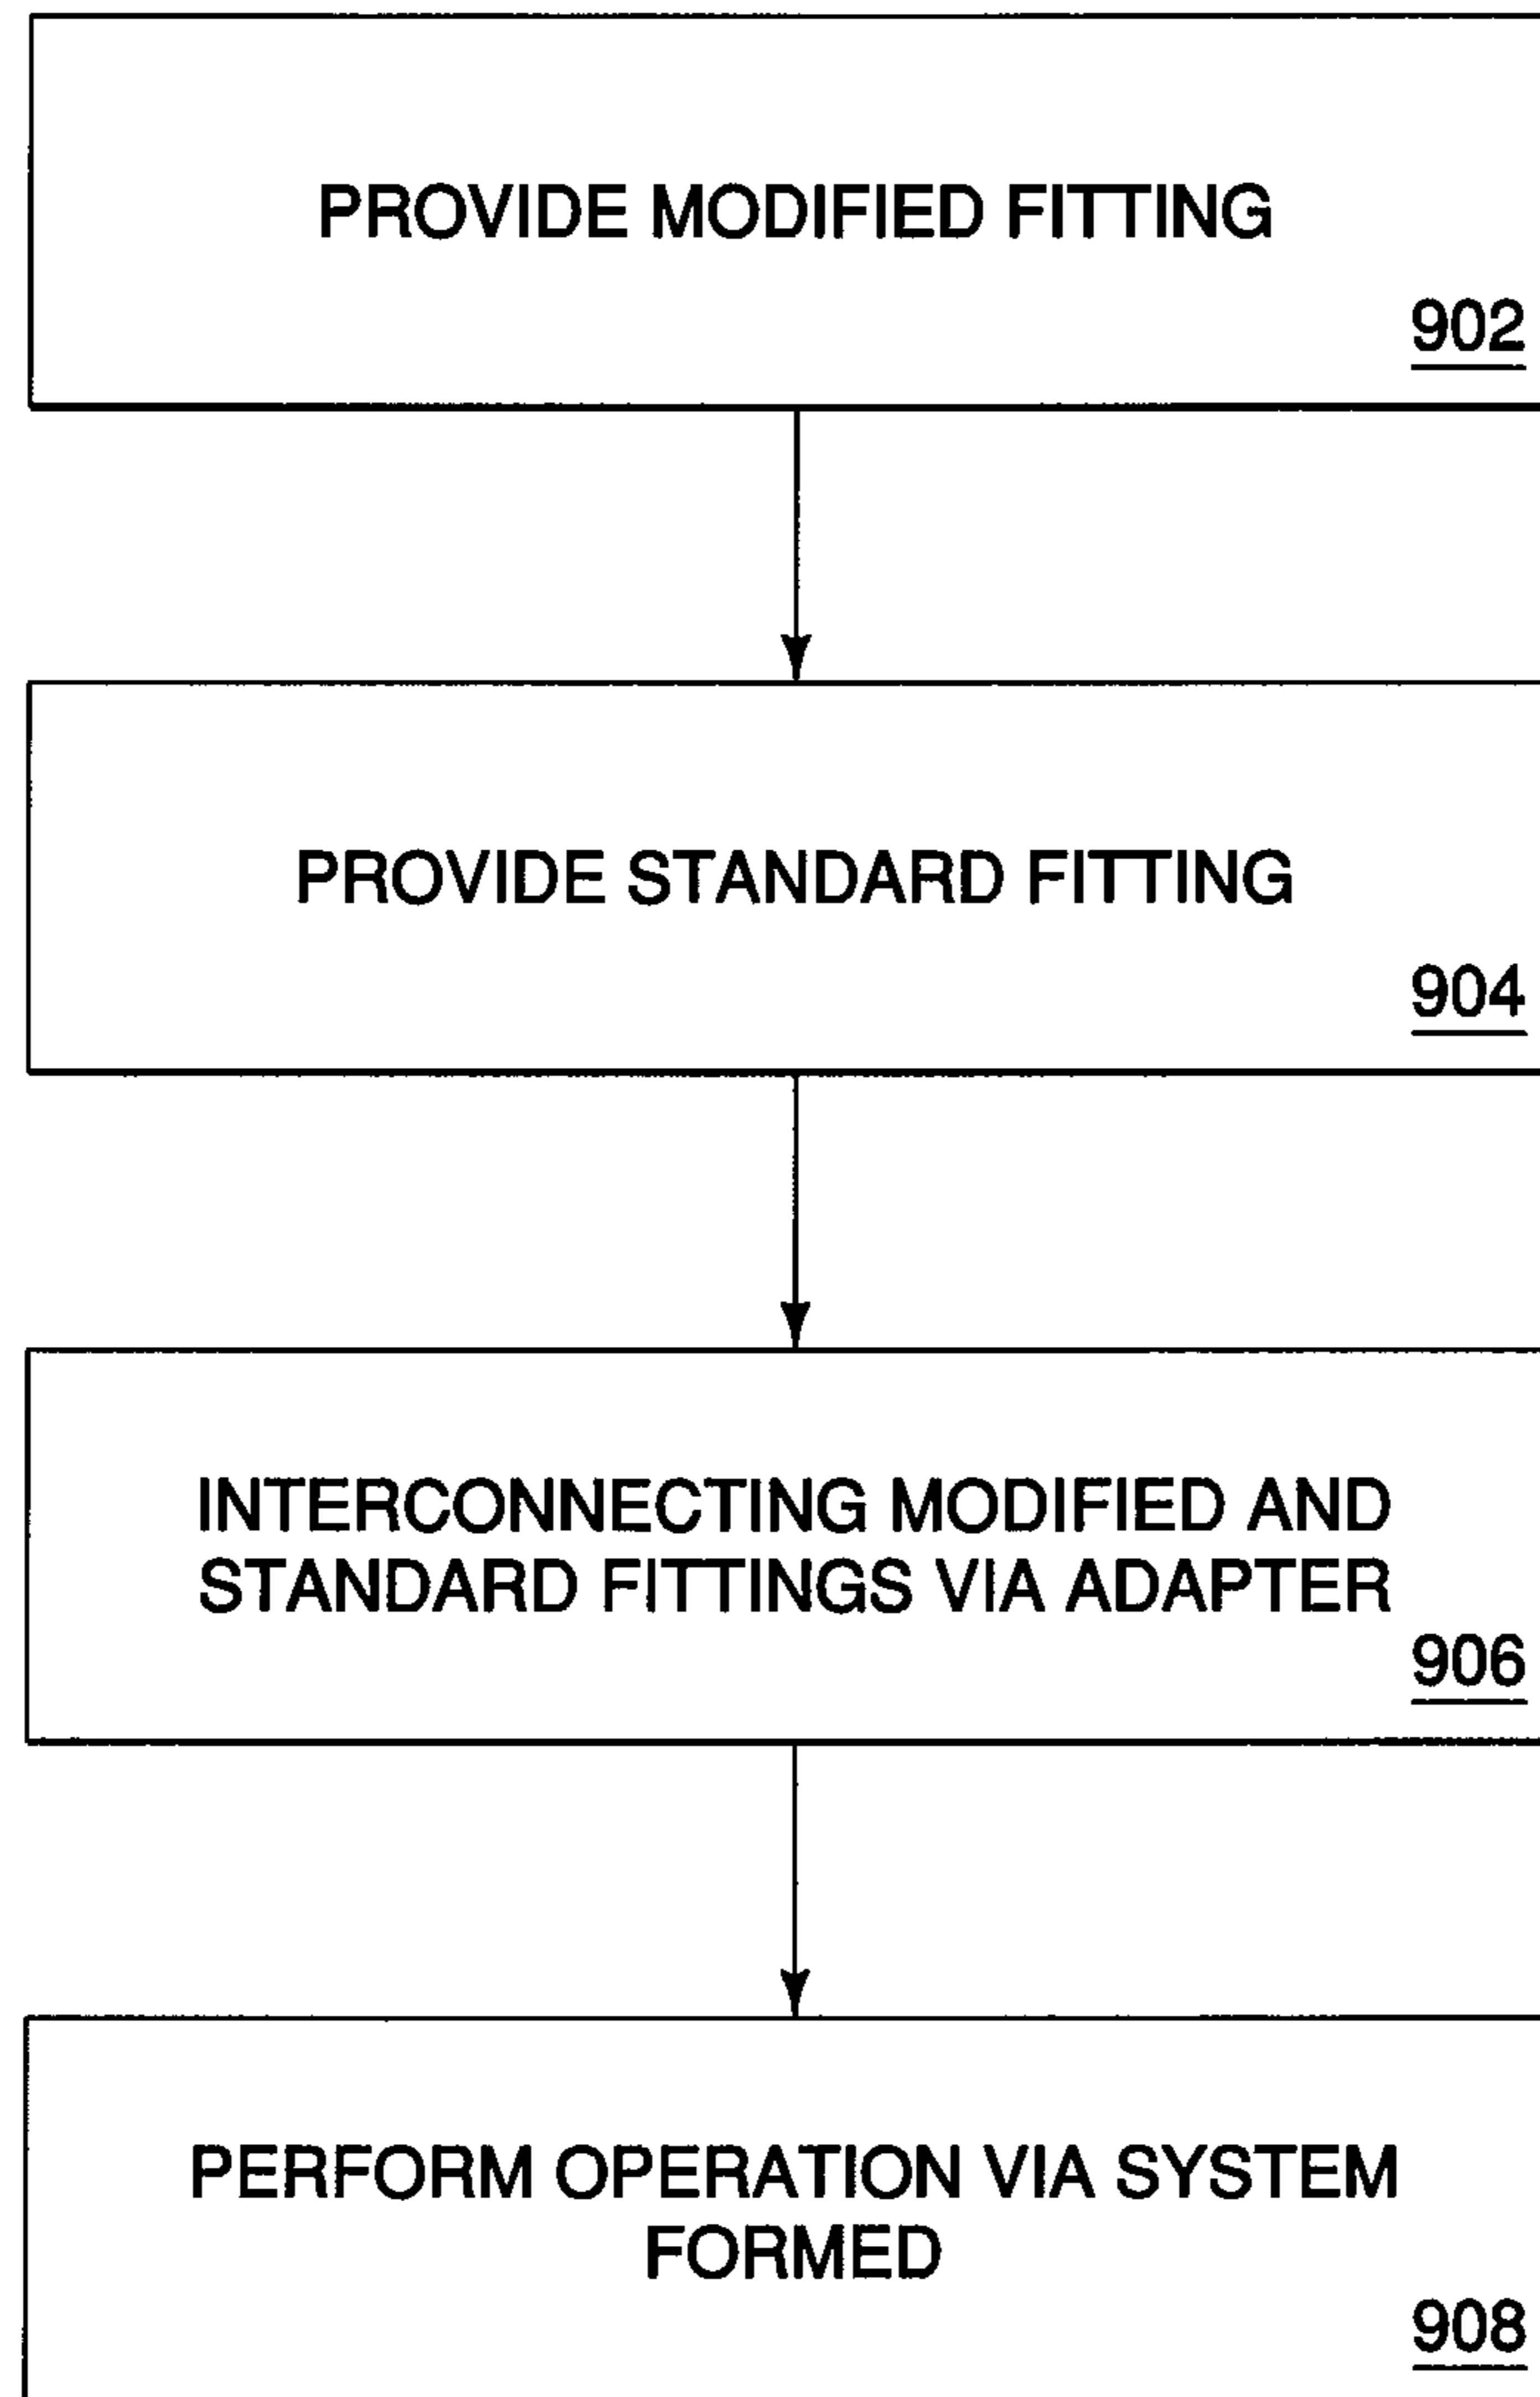 PROVIDE MODIFIED FITTING
902
PROVIDE STANDARD FITTING
904
INTERCONNECTING MODIFIED AND
STANDARD FITTINGS VIA ADAPTER
906
PERFORM OPERATION VIA SYSTEM
FORMED
908